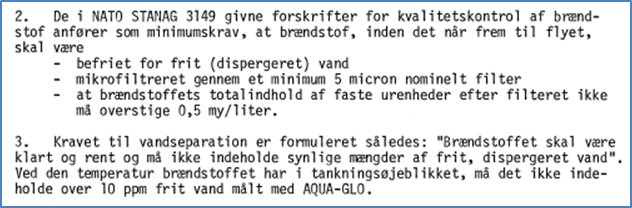 2. De i NATO STANAG 3149 givne forskrifter for kvalitetskontrol af brænd-
stof anfører som minimumskrav, at brændstof, inden det når frem til flyet,
skal være
- befriet for frit (dispergeret) vand
- mikrofiltreret gennem et minimum 5 micron nominelt filter
- at brændstoffets totalindhold af faste urenheder efter filteret ikke
må overstige 0,5 my/liter.
3. Kravet til vandseparation er formuleret således: "Brændstoffet skal være
klart og rent og må ikke indeholde synlige mængder af frit, dispergeret vand".
Ved den temperatur brændstoffet har i tankningsøjeblikket, må det ikke inde-
holde over 10 ppm frit vand målt med AQUA-GLO.